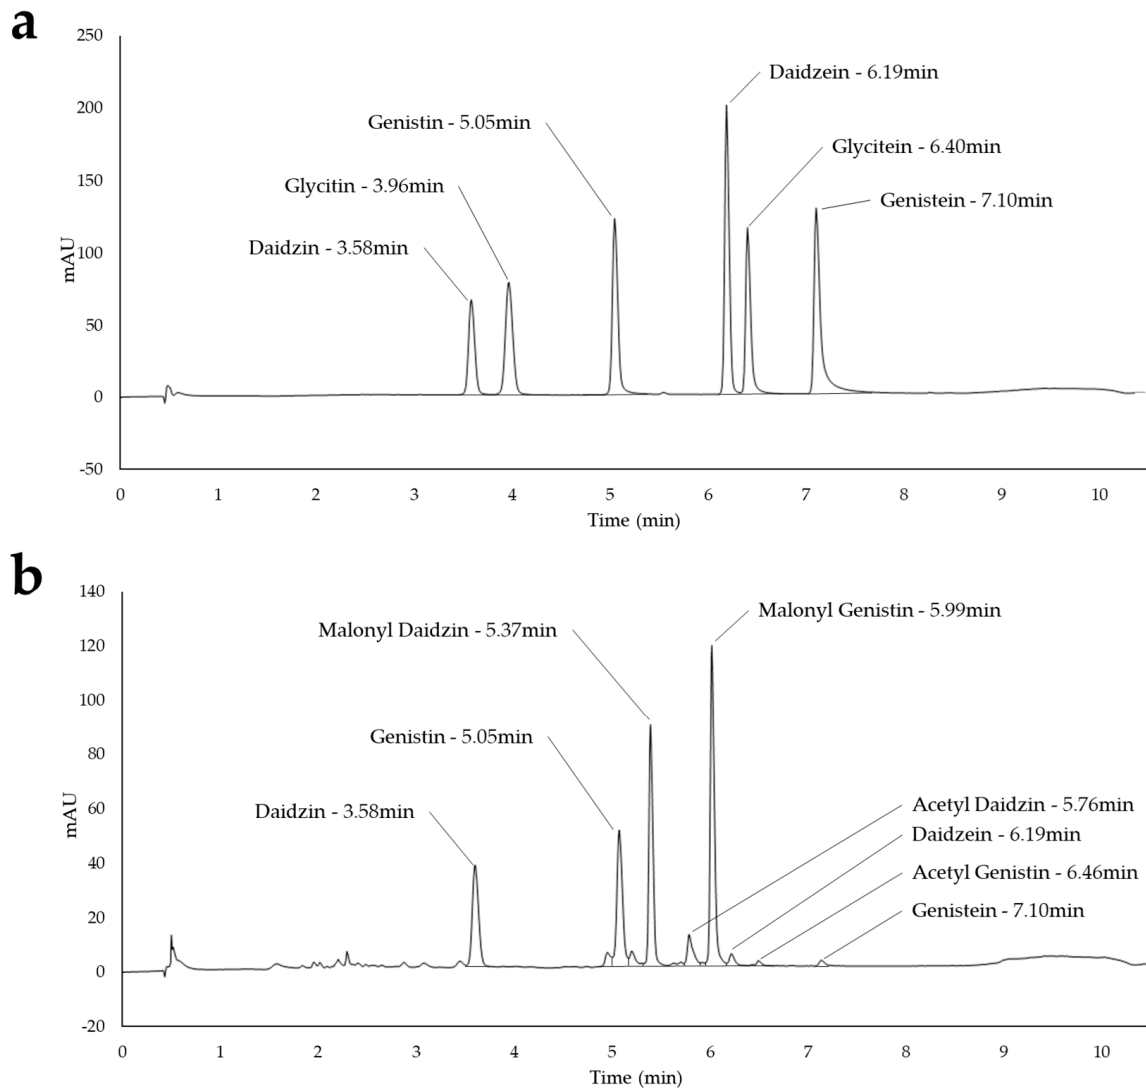 a
250
200
150
100
50
0
-50
mAU
Daidzein - 6.19min
Genistin - 5.05min
Glycitein - 6.40min
Glycitin - 3.96min
Genistein - 7.10min
Daidzin - 3.58min
0 1 2 3 4 5 6 7 8 9 10
Time (min)
b
140
120
100
80
60
40
20
0
-20
mAU
Malonyl Genistin - 5.99min
Malonyl Daidzin - 5.37min
Genistin - 5.05min
Daidzin - 3.58min
Acetyl Daidzin - 5.76min
Daidzein - 6.19min
Acetyl Genistin - 6.46min
Genistein - 7.10min
0 1 2 3 4 5 6 7 8 9 10
Time (min)